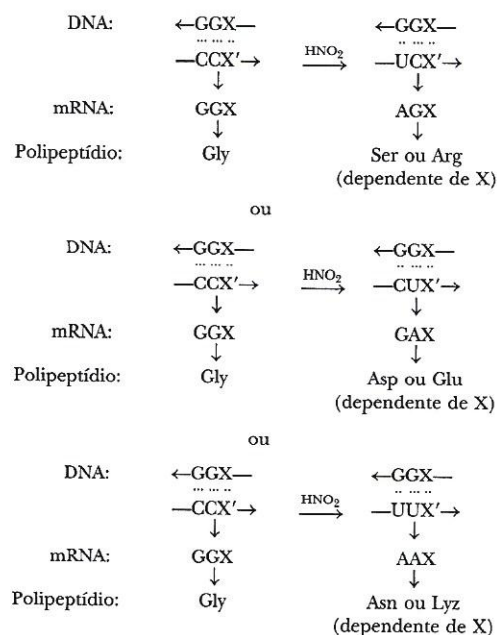 DNA: ←GGX— ←GGX—
... ... .. .. ... ..
—CCX′→ HNO₂ —UCX′→
↓ ↓
mRNA: GGX AGX
↓ ↓
Polipeptídio: Gly Ser ou Arg
(dependente de X)
ou
DNA: ←GGX— ←GGX—
... ... .. .. ... ..
—CCX′→ HNO₂ —CUX′→
↓ ↓
mRNA: GGX GAX
↓ ↓
Polipeptídio: Gly Asp ou Glu
(dependente de X)
ou
DNA: ←GGX— ←GGX—
... ... .. .. ... ..
—CCX′→ HNO₂ —UUX′→
↓ ↓
mRNA: GGX AAX
↓ ↓
Polipeptídio: Gly Asn ou Lyz
(dependente de X)